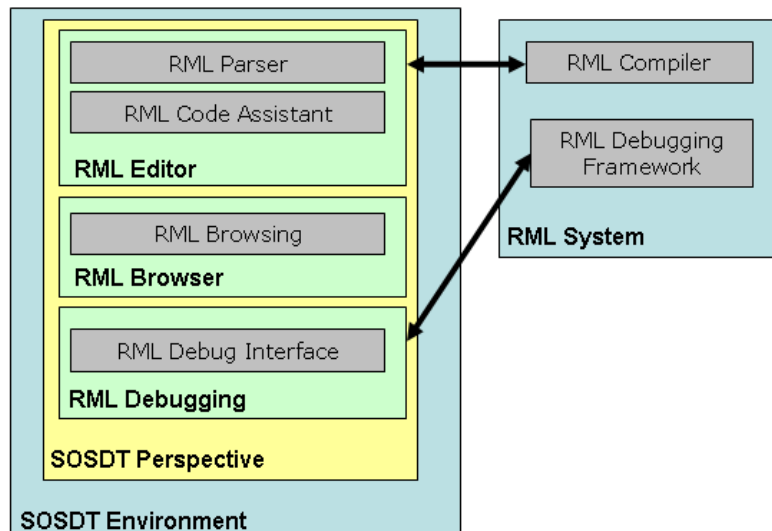 RML Parser
RML Code Assistant
RML Editor
RML Browsing
RML Browser
RML Debug Interface
RML Debugging
SOSDT Perspective
SOSDT Environment
RML Compiler
RML Debugging
Framework
RML System